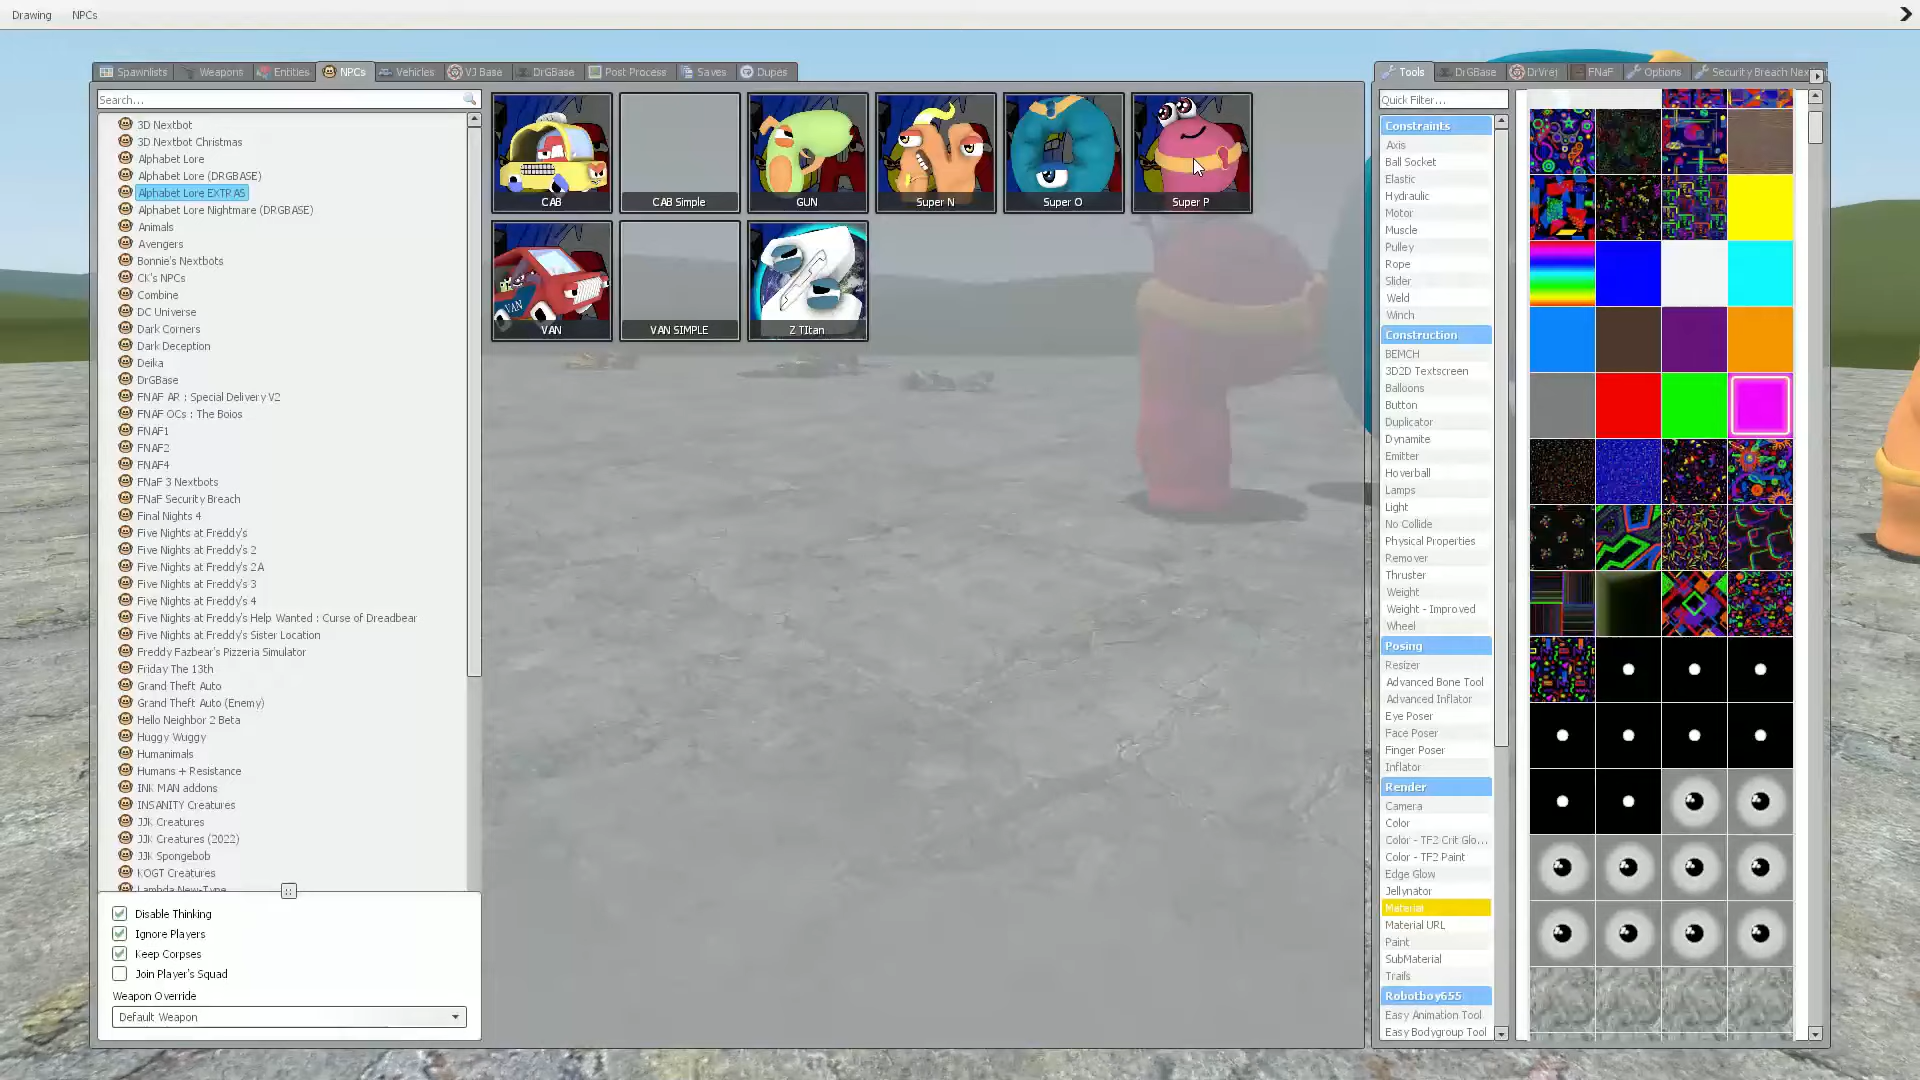 Drawing NPCs
Spawnlists Weapons Entities NPCs Vehicles VJ Base DrGBase Post Process Saves Dupes
Search...
3D Nextbot
3D Nextbot Christmas
Alphabet Lore
Alphabet Lore (DRGBASE)
Alphabet Lore EXTRAS
Alphabet Lore Nightmare (DRGBASE)
Animals
Avengers
Bonnie's Nextbots
CK's NPCs
Combine
DC Universe
Dark Corners
Dark Deception
Deika
DrGBase
FNAF AR : Special Delivery V2
FNAF OCs : The Boios
FNAF1
FNAF2
FNAF4
FNaF 3 Nextbots
FNaF Security Breach
Final Nights 4
Five Nights at Freddy's
Five Nights at Freddy's 2
Five Nights at Freddy's 2A
Five Nights at Freddy's 3
Five Nights at Freddy's 4
Five Nights at Freddy's Help Wanted : Curse of Dreadbear
Five Nights at Freddy's Sister Location
Freddy Fazbear's Pizzeria Simulator
Friday The 13th
Grand Theft Auto
Grand Theft Auto (Enemy)
Hello Neighbor 2 Beta
Huggy Wuggy
Humanimals
Humans + Resistance
INK MAN addons
INSANITY Creatures
JJK Creatures
JJK Creatures (2022)
JJK Spongebob
KOGT Creatures
Lambda New-Type
Disable Thinking
Ignore Players
Keep Corpses
Join Player's Squad
Weapon Override
Default Weapon
CAB CAB Simple GUN Super N Super O Super P
VAN
VAN VAN SIMPLE Z TItan
Tools DrGBase DrVrej FNaF Options Security Breach Nex
Quick Filter...
Constraints
Axis
Ball Socket
Elastic
Hydraulic
Motor
Muscle
Pulley
Rope
Slider
Weld
Winch
Construction
BEMCH
3D2D Textscreen
Balloons
Button
Duplicator
Dynamite
Emitter
Hoverball
Lamps
Light
No Collide
Physical Properties
Remover
Thruster
Weight
Weight - Improved
Wheel
Posing
Resizer
Advanced Bone Tool
Advanced Inflator
Eye Poser
Face Poser
Finger Poser
Inflator
Render
Camera
Color
Color - TF2 Crit Glo...
Color - TF2 Paint
Edge Glow
Jellynator
Material
Material URL
Paint
SubMaterial
Trails
Robotboy655
Easy Animation Tool
Easy Bodygroup Tool